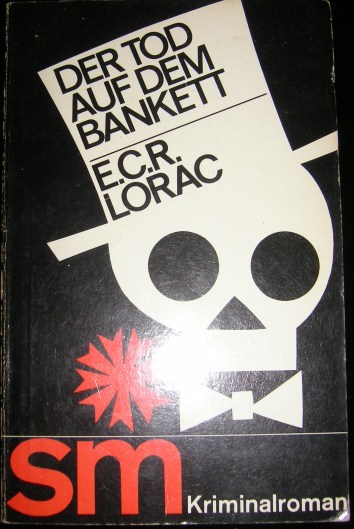 DER TOD
AUF DEM
BANKETT
E.C.R.
LORAC
sm
Kriminalroman